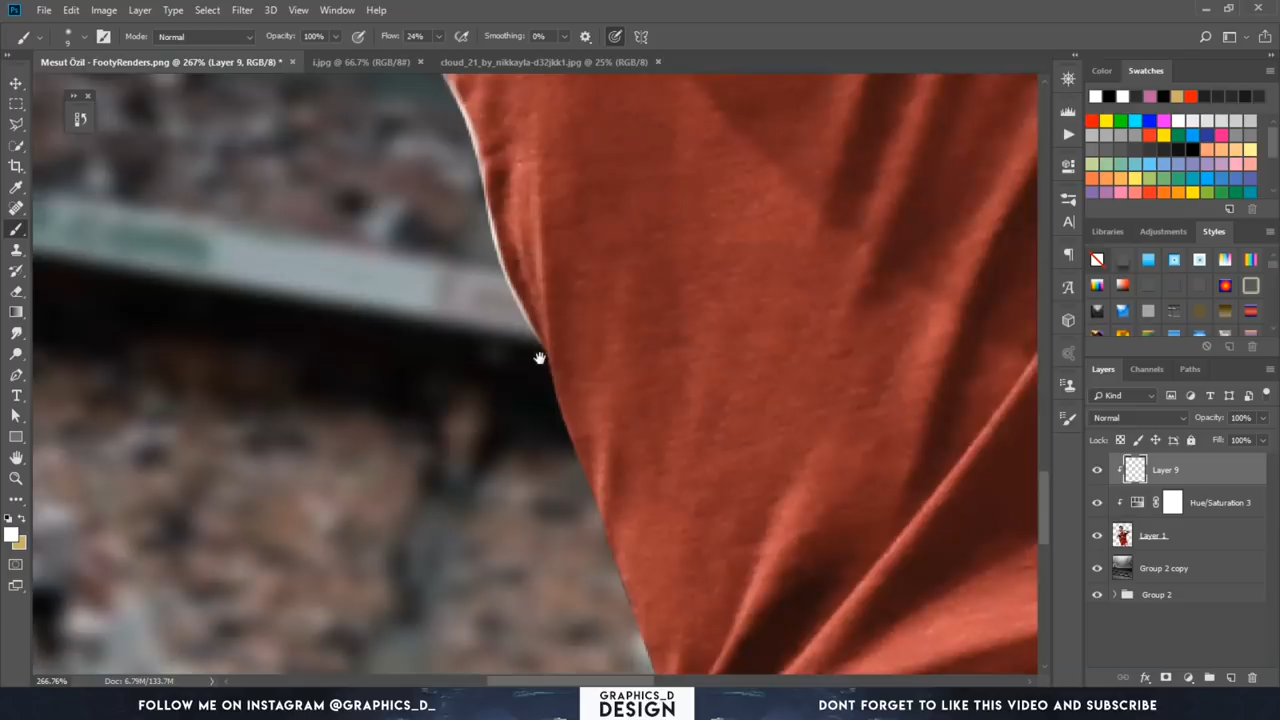 Ps File Edit Image Layer Type Select Filter 3D View Window Help
9 Mode: Normal Opacity: 100% Flow: 24% Smoothing: 0%
Mesut Özil - FootyRenders.png @ 267% (Layer 9, RGB/8) * × i.jpg @ 66.7% (RGB/8#) × cloud_21_by_nikkayla-d32jkk1.jpg @ 25% (RGB/8) ×
Color Swatches
Libraries Adjustments Styles
Layers Channels Paths
Kind
Normal Opacity: 100%
Lock: Fill: 100%
Layer 9
Hue/Saturation 3
Layer 1
Group 2 copy
Group 2
266.76% Doc: 6.79M/133.7M
FOLLOW ME ON INSTAGRAM @GRAPHICS_D_
GRAPHICS_D
DESIGN
DONT FORGET TO LIKE THIS VIDEO AND SUBSCRIBE